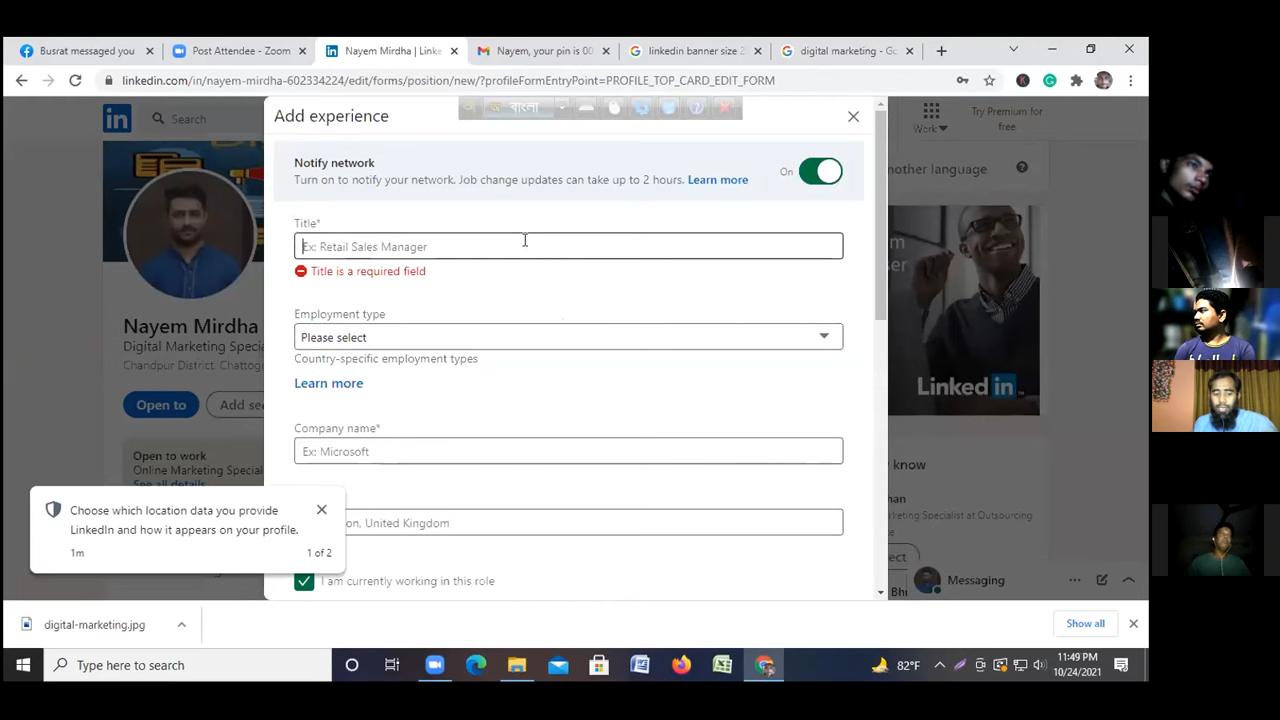 Busrat messaged you
Post Attendee - Zoom
Nayem Mirdha | Linke
Nayem, your pin is 00
linkedin banner size 2
digital marketing - Go
linkedin.com/in/nayem-mirdha-602334224/edit/forms/position/new/?profileFormEntryPoint=PROFILE_TOP_CARD_EDIT_FORM
in
Search
Work
Try Premium for
free
Add experience
বাংলা
Notify network
Turn on to notify your network. Job change updates can take up to 2 hours. Learn more
On
another language
Title*
Ex: Retail Sales Manager
Title is a required field
Employment type
Please select
Country-specific employment types
Learn more
Company name*
Ex: Microsoft
on, United Kingdom
I am currently working in this role
Nayem Mirdha
Digital Marketing Spec
Chandpur District, Chattog
Open to
Add se
Open to work
Online Marketing Special
See all details
Choose which location data you provide
LinkedIn and how it appears on your profile.
1m
1 of 2
Linked in
y know
arketing Specialist at Outsourcing
Messaging
digital-marketing.jpg
Show all
Type here to search
82°F
11:49 PM
10/24/2021